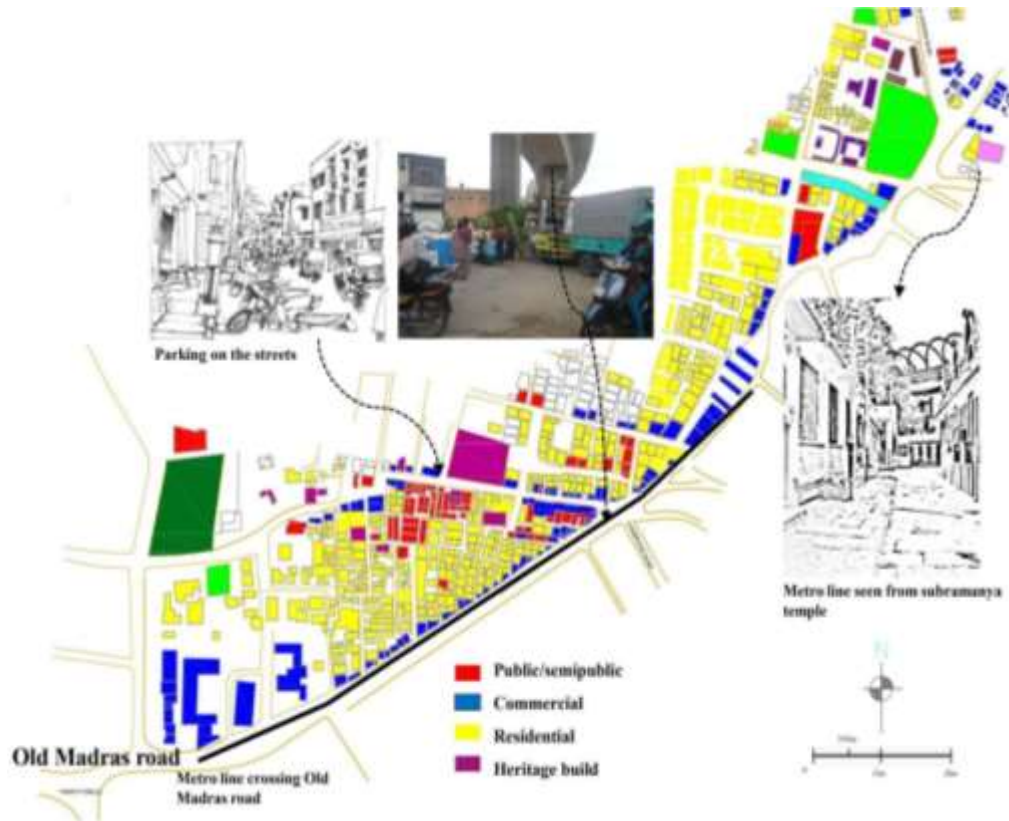 Parking on the streets
Metro line seen from subramanya
temple
Public/semipublic
Commercial
Residential
Heritage build
N
Old Madras road
Metro line crossing Old
Madras road